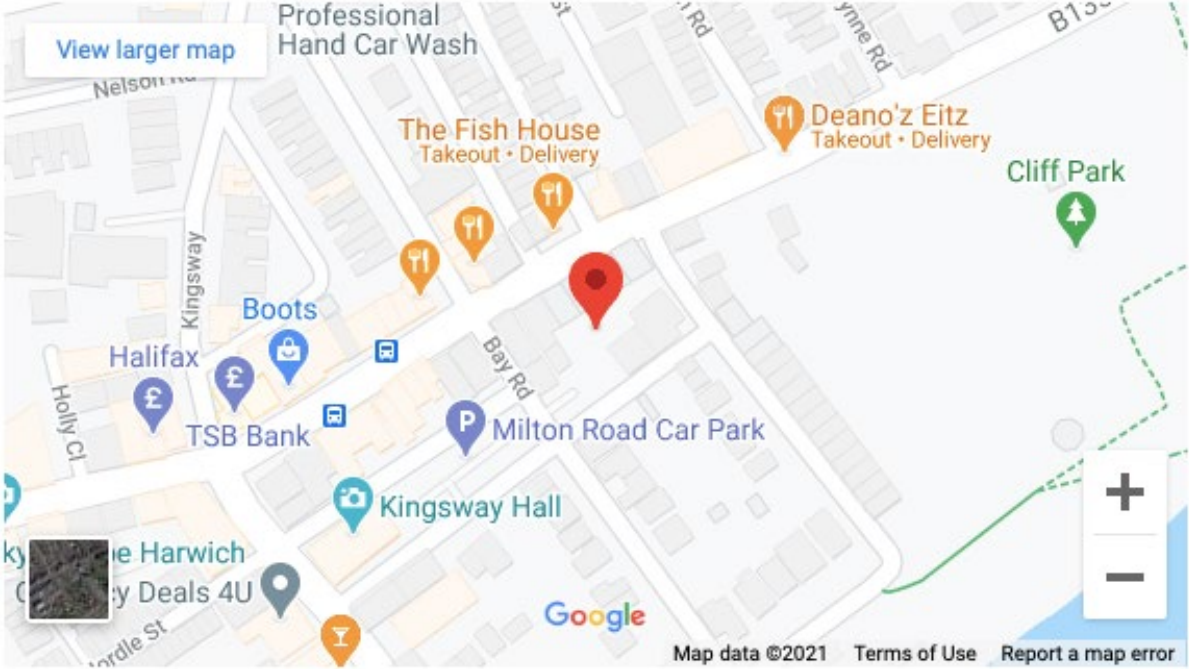 Professional
Hand Car Wash
View larger map
Nelson Rd
B13
The Fish House
Takeout • Delivery
Deano'z Eitz
Takeout • Delivery
Cliff Park
Kingsway
Boots
Halifax
TSB Bank
Holly Cl
Bay Rd
P
Milton Road Car Park
Kingsway Hall
Harwich
Deals 4U
Google
Map data ©2021 Terms of Use Report a map error